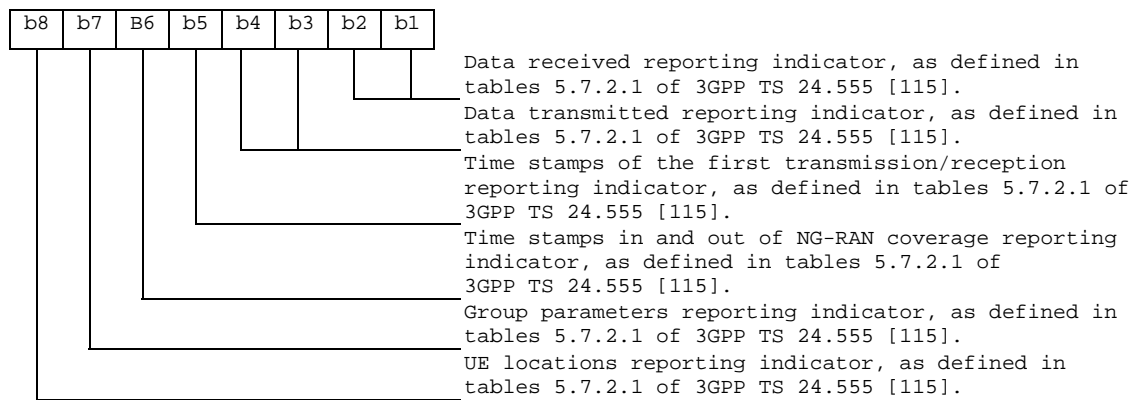 b8 b7 B6 b5 b4 b3 b2 b1
Data received reporting indicator, as defined in
tables 5.7.2.1 of 3GPP TS 24.555 [115].
Data transmitted reporting indicator, as defined in
tables 5.7.2.1 of 3GPP TS 24.555 [115].
Time stamps of the first transmission/reception
reporting indicator, as defined in tables 5.7.2.1 of
3GPP TS 24.555 [115].
Time stamps in and out of NG-RAN coverage reporting
indicator, as defined in tables 5.7.2.1 of
3GPP TS 24.555 [115].
Group parameters reporting indicator, as defined in
tables 5.7.2.1 of 3GPP TS 24.555 [115].
UE locations reporting indicator, as defined in
tables 5.7.2.1 of 3GPP TS 24.555 [115].